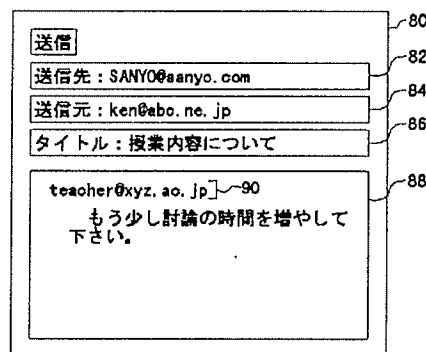 80
送信
82
送信先：SANYO@sanyo.com
84
送信元：ken@abo.ne.jp
86
タイトル：授業内容について
88
teacher@xyz.ac.jp
90
もう少し討論の時間を増やして
下さい。